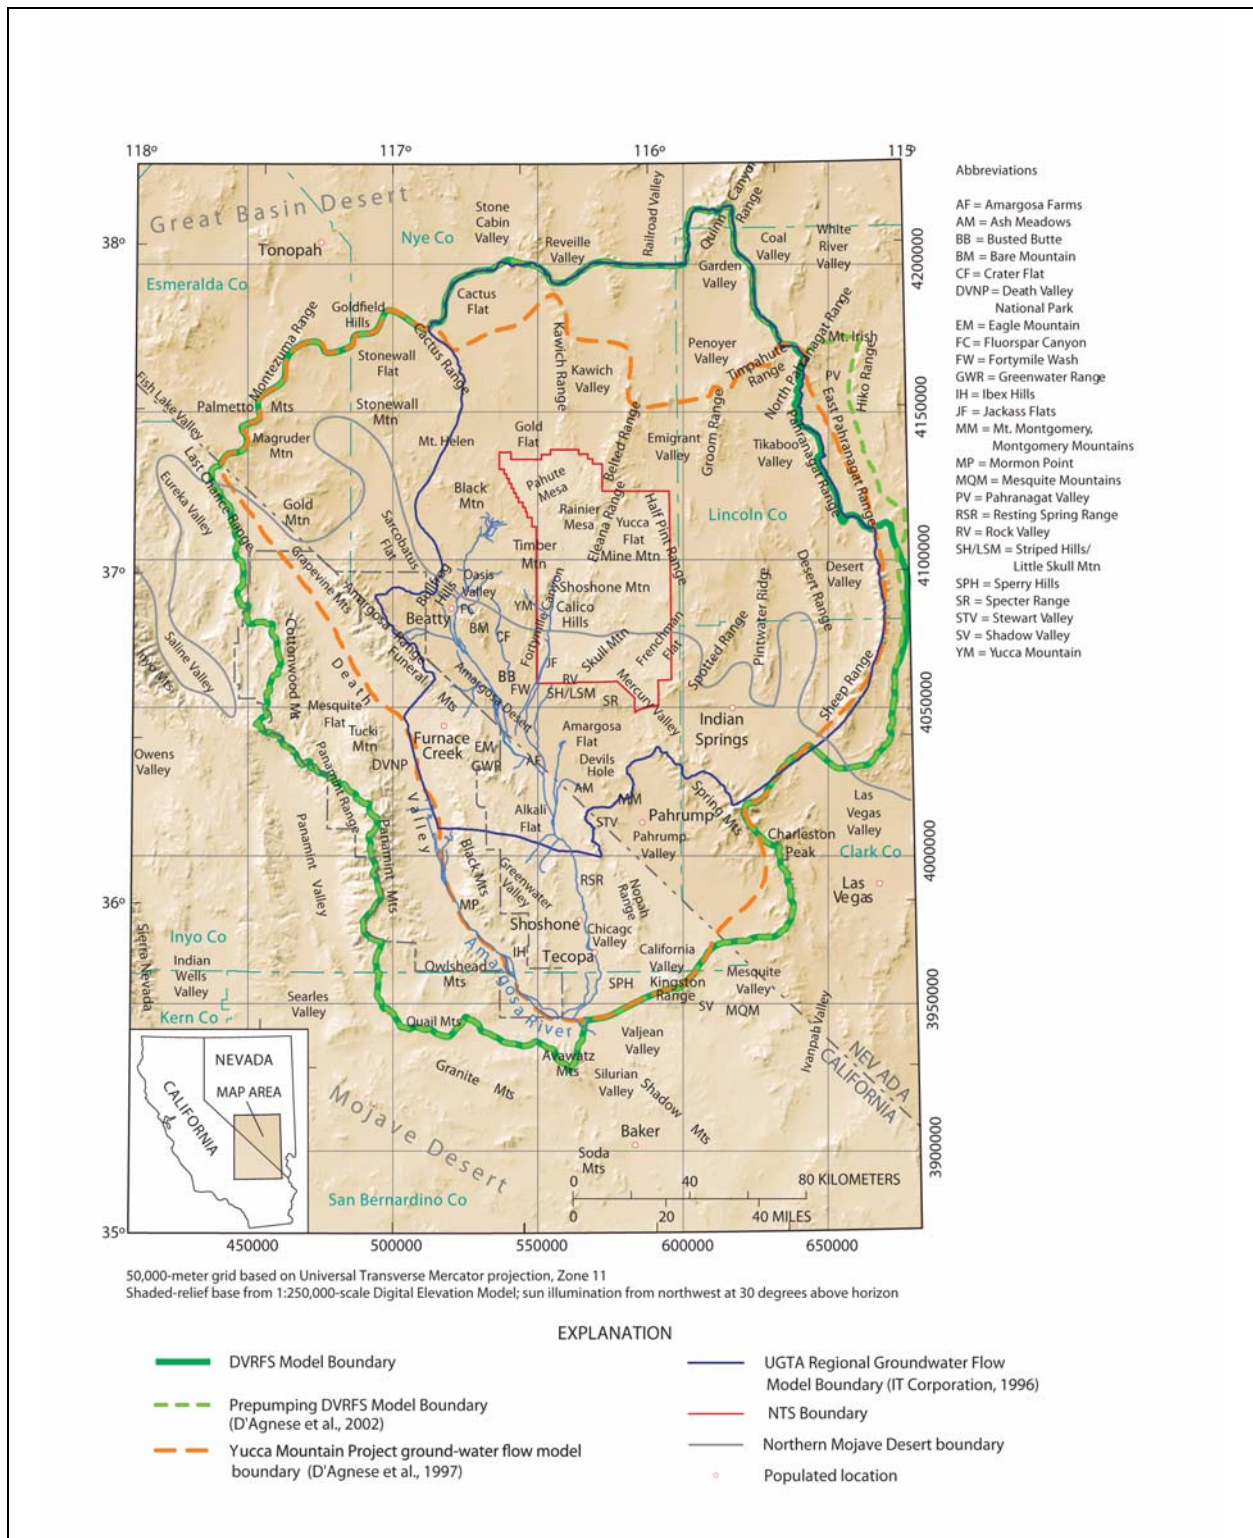 118º
117º
116º
115º
Great Basin Desert
Tonopah
Nye Co
Esmeralda Co
Stone
Cabin
Valley
Reveille
Valley
Railroad Valley
Quinn Canyon
Range
Coal
Valley
White
River
Valley
Garden
Valley
38º
4200000
Cactus
Flat
Goldfield
Hills
Montezuma Range
Cactus Range
Stonewall
Flat
Kawich Range
Kawich
Valley
Penoyer
Valley
Timpahute
Range
North Pahranagat Range
Mt. Irish
PV
Hiko Range
East Pahranagat Range
Fish Lake Valley
Palmetto Mts
Stonewall
Mtn
Magruder
Mtn
Mt. Helen
Gold
Flat
Belted Range
Emigrant
Valley
Groom Range
Tikaboo
Valley
Pahranagat Range
4150000
Last Chance Range
Eureka Valley
Gold
Mtn
Sarcobatus
Flat
Black
Mtn
Pahute
Mesa
Rainier
Mesa
Eleana Range
Yucca
Flat
Half Pint Range
Mine Mtn
Lincoln Co
Timber
Mtn
Shoshone Mtn
Desert Range
Desert
Valley
4100000
37º
Grapevine Mts
Amargosa Range
Bullfrog
Hills
Oasis
Valley
Beatty
FC
BM
CF
YM
Fortymile Canyon
Calico
Hills
Skull Mtn
Frenchman
Flat
Spotted Range
Pintwater Ridge
Saline Valley
Inyo Mts
Cottonwood Mt
Death
Valley
Funeral
Mts
Amargosa Desert
BB
FW
JF
RV
SH/LSM
SR
Mercury Valley
Sheep Range
Indian
Springs
4050000
Mesquite
Flat
Tucki
Mtn
DVNP
Owens
Valley
Panamint Range
Furnace
Creek
EM
GWR
AF
Amargosa
Flat
Devils
Hole
AM
MM
STV
Pahrump
Pahrump
Valley
Spring Mts
Charleston
Peak
Las
Vegas
Valley
Clark Co
4000000
Las
Vegas
Panamint Valley
Panamint Mts
Alkali
Flat
Black Mts
Greenwater
Valley
MP
RSR
Nopah
Range
36º
Sierra Nevada
Inyo Co
Indian
Wells
Valley
Kern Co
Searles
Valley
Shoshone
Chicago
Valley
IH
Tecopa
Owlshead
Mts
Amargosa River
California
Valley
Kingston
Range
SPH
Mesquite
Valley
SV
MQM
3950000
Quail Mts
Avawatz
Mts
Valjean
Valley
Silurian
Valley
Ivanpah Valley
NEVADA
CALIFORNIA
Granite Mts
Shadow Mts
Mojave Desert
Baker
Soda
Mts
San Bernardino Co
3900000
NEVADA
MAP AREA
CALIFORNIA
0 40 80 KILOMETERS
0 20 40 MILES
35º
450000
500000
550000
600000
650000
Abbreviations
AF = Amargosa Farms
AM = Ash Meadows
BB = Busted Butte
BM = Bare Mountain
CF = Crater Flat
DVNP = Death Valley
National Park
EM = Eagle Mountain
FC = Fluorspar Canyon
FW = Fortymile Wash
GWR = Greenwater Range
IH = Ibex Hills
JF = Jackass Flats
MM = Mt. Montgomery,
Montgomery Mountains
MP = Mormon Point
MQM = Mesquite Mountains
PV = Pahranagat Valley
RSR = Resting Spring Range
RV = Rock Valley
SH/LSM = Striped Hills/
Little Skull Mtn
SPH = Sperry Hills
SR = Specter Range
STV = Stewart Valley
SV = Shadow Valley
YM = Yucca Mountain
50,000-meter grid based on Universal Transverse Mercator projection, Zone 11
Shaded-relief base from 1:250,000-scale Digital Elevation Model; sun illumination from northwest at 30 degrees above horizon
EXPLANATION
DVRFS Model Boundary
Prepumping DVRFS Model Boundary
(D'Agnese et al., 2002)
Yucca Mountain Project ground-water flow model
boundary (D'Agnese et al., 1997)
UGTA Regional Groundwater Flow
Model Boundary (IT Corporation, 1996)
NTS Boundary
Northern Mojave Desert boundary
Populated location